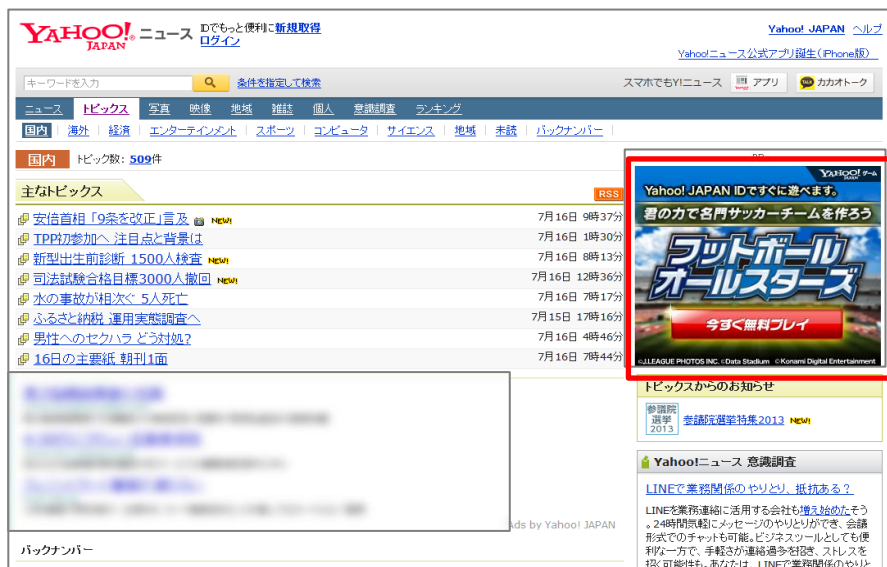 YAHOO! JAPAN ニュース
IDでもっと便利に新規取得
ログイン
Yahoo! JAPAN ヘルプ
Yahoo!ニュース公式アプリ誕生(iPhone版)
キーワードを入力
条件を指定して検索
スマホでもY!ニュース アプリ カカオトーク
ニュース トピックス 写真 映像 地域 雑誌 個人 意識調査 ランキング
国内 海外 経済 エンターテインメント スポーツ コンピュータ サイエンス 地域 未読 バックナンバー
国内 トピック数: 509件
主なトピックス RSS
安倍首相「9条を改正」言及 NEW! 7月16日 9時37分
TPP初参加へ 注目点と背景は 7月16日 1時30分
新型出生前診断 1500人検査 NEW! 7月16日 8時13分
司法試験合格目標3000人撤回 NEW! 7月16日 12時36分
水の事故が相次ぐ 5人死亡 7月16日 7時17分
ふるさと納税 運用実態調査へ 7月15日 17時16分
男性へのセクハラ どう対処? 7月16日 4時46分
16日の主要紙 朝刊1面 7月16日 7時44分
Ads by Yahoo! JAPAN
バックナンバー
YAHOO! ゲーム
JAPAN
Yahoo! JAPAN IDですぐに遊べます。
君の力で名門サッカーチームを作ろう
フットボール
オールスターズ
今すぐ無料プレイ
©J.LEAGUE PHOTOS INC. ©Data Stadium ©Konami Digital Entertainment
トピックスからのお知らせ
参議院
選挙
2013
参議院選挙特集2013 NEW!
Yahoo!ニュース 意識調査
LINEで業務関係のやりとり、抵抗ある?
LINEを業務連絡に活用する会社も増え始めたそう
。24時間気軽にメッセージのやりとりができ、会議
形式でのチャットも可能。ビジネスツールとしても便
利な一方で、手軽さが連絡過多を招き、ストレスを
招く可能性も。あなたは、LINEで業務関係のやりと